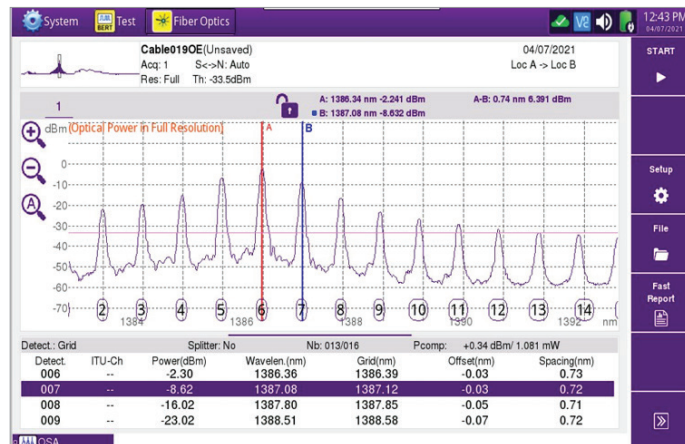 System Test Fiber Optics 12:43 PM
BERT V2 04/07/2021
Cable019OE(Unsaved) 04/07/2021 START
Acq: 1 S<->N: Auto Loc A -> Loc B
Res: Full Th: -33.5dBm
1 A: 1386.34 nm -2.241 dBm A-B: 0.74 nm 6.391 dBm
B: 1387.08 nm -8.632 dBm
dBm (Optical Power in Full Resolution) A B
0
-10
-20
-30
-40
-50
-60
-70
Setup
A
File
Fast
Report
2 3 4 5 6 7 8 9 10 11 12 13 14
1384 1386 1388 1390 1392 nm
Detect.: Grid Splitter: No Nb: 013/016 Pcomp: +0.34 dBm/ 1.081 mW
Detect. ITU-Ch Power(dBm) Wavelen.(nm) Grid(nm) Offset(nm) Spacing(nm)
006 -- -2.30 1386.36 1386.39 -0.03 0.73
007 -- -8.62 1387.08 1387.12 -0.03 0.72
008 -- -16.02 1387.80 1387.85 -0.05 0.71
009 -- -23.02 1388.51 1388.58 -0.07 0.72
OSA